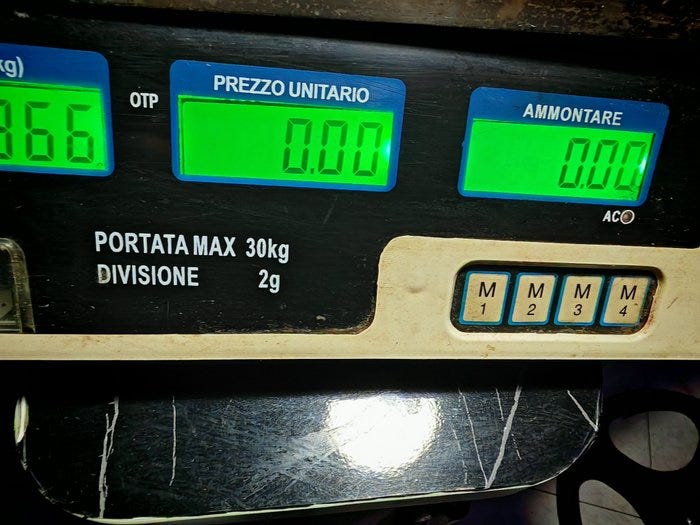 kg)
366
OTP
PREZZO UNITARIO
0.00
AMMONTARE
0.00
AC
PORTATA MAX 30kg
DIVISIONE 2g
M M M M
1 2 3 4